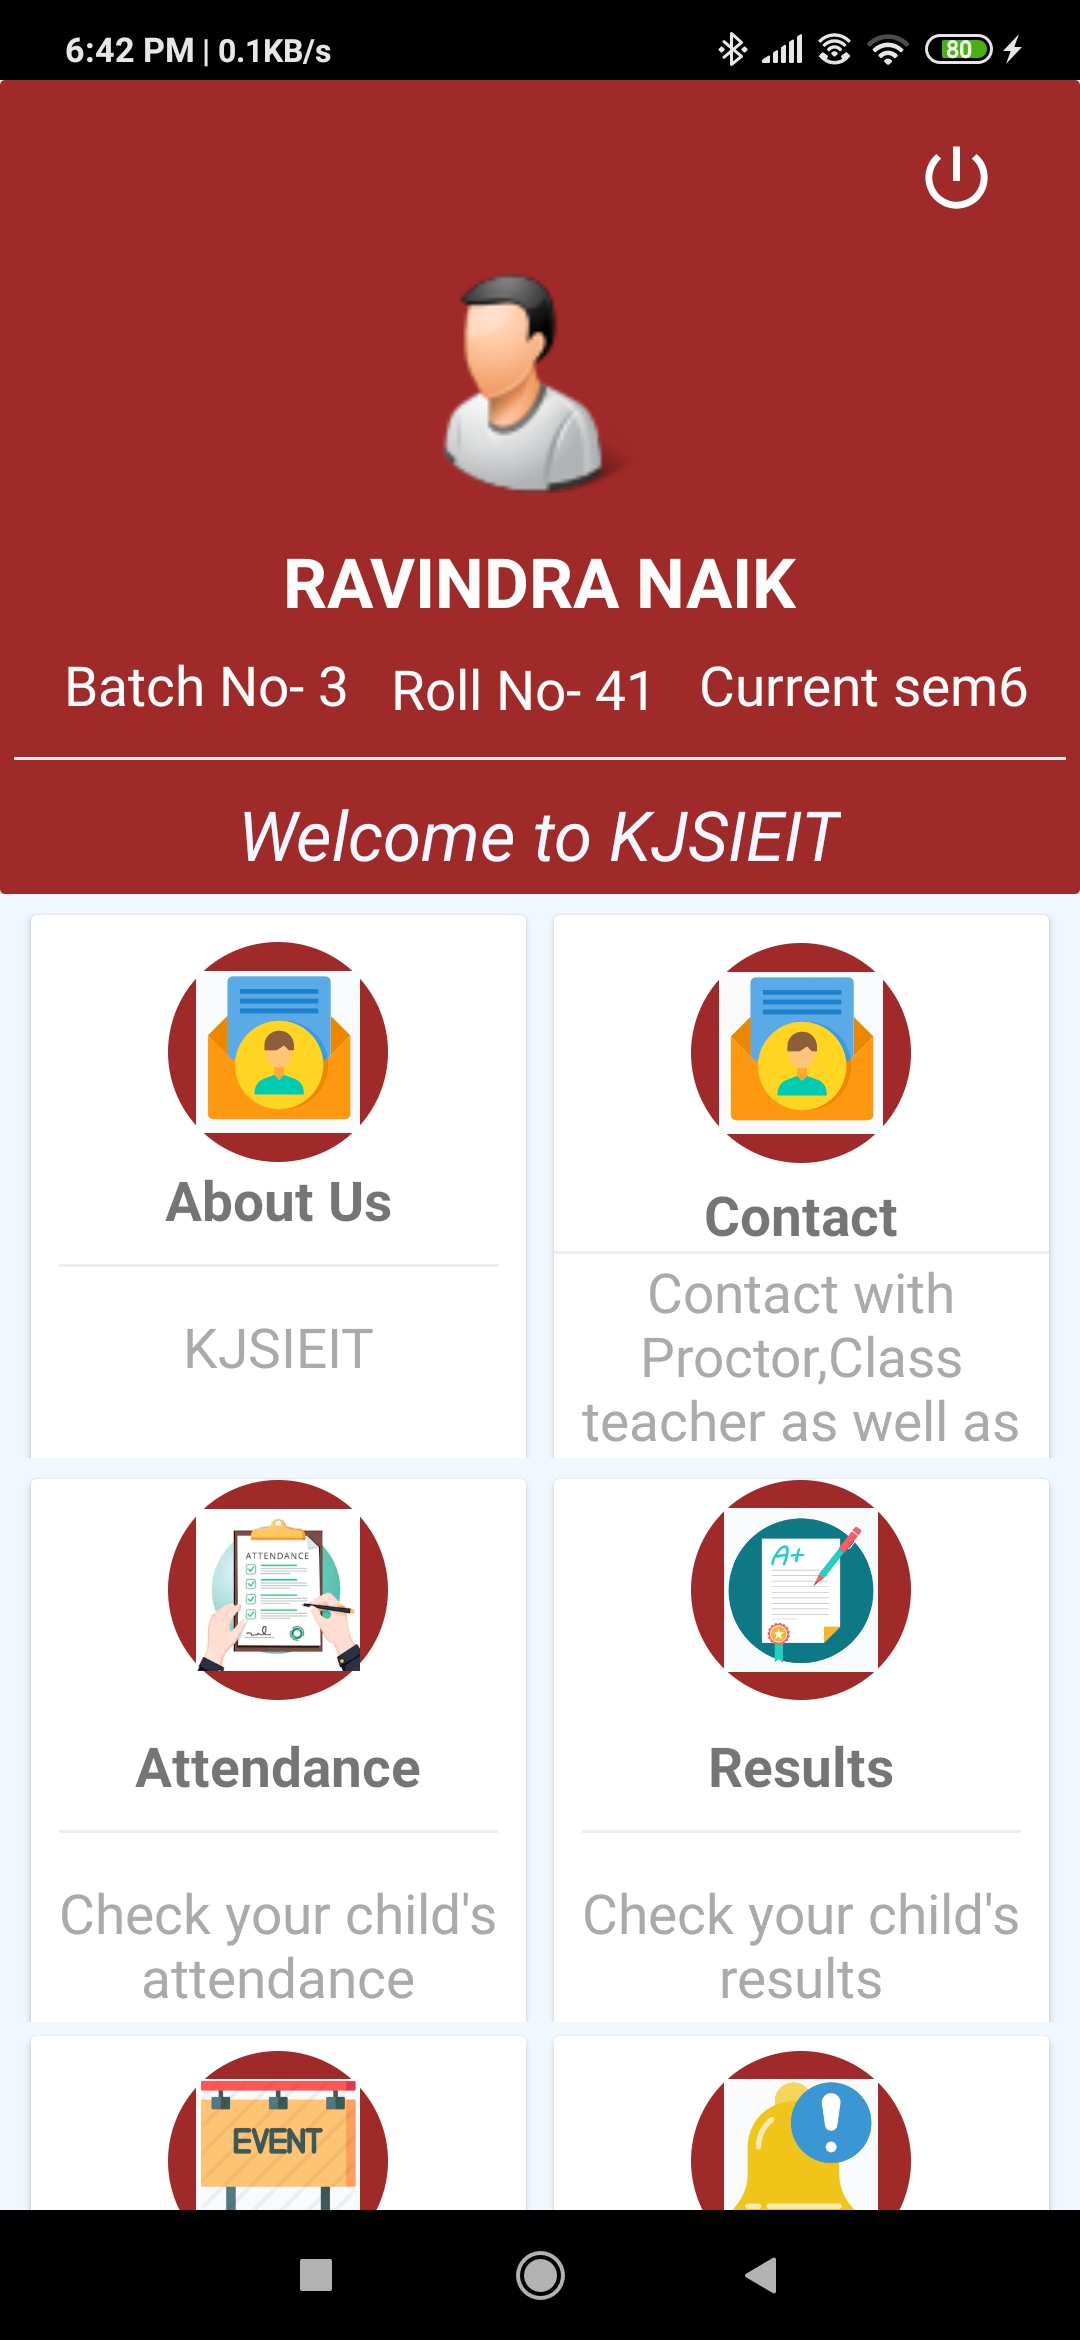 6:42 PM | 0.1KB/s
80
RAVINDRA NAIK
Batch No- 3 Roll No- 41 Current sem6
Welcome to KJSIEIT
About Us
KJSIEIT
Contact
Contact with
Proctor,Class
teacher as well as
ATTENDANCE
Attendance
Check your child's
attendance
A+
Results
Check your child's
results
EVENT